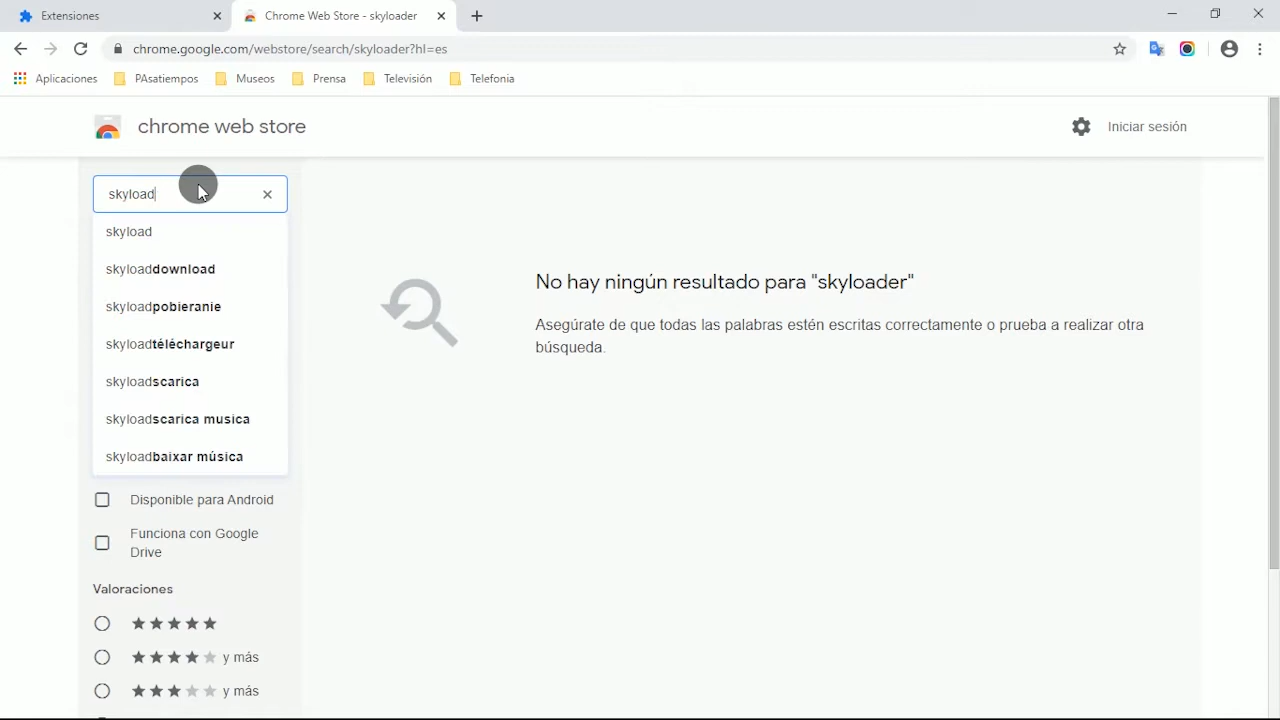 Extensiones
Chrome Web Store - skyloader
chrome.google.com/webstore/search/skyloader?hl=es
Aplicaciones
PAsatiempos
Museos
Prensa
Televisión
Telefonia
chrome web store
Iniciar sesión
skyload
skyload
skyloaddownload
skyloadpobieranie
skyloadtéléchargeur
skyloadscarica
skyloadscarica musica
skyloadbaixar música
No hay ningún resultado para "skyloader"
Asegúrate de que todas las palabras estén escritas correctamente o prueba a realizar otra
búsqueda.
Disponible para Android
Funciona con Google
Drive
Valoraciones
y más
y más